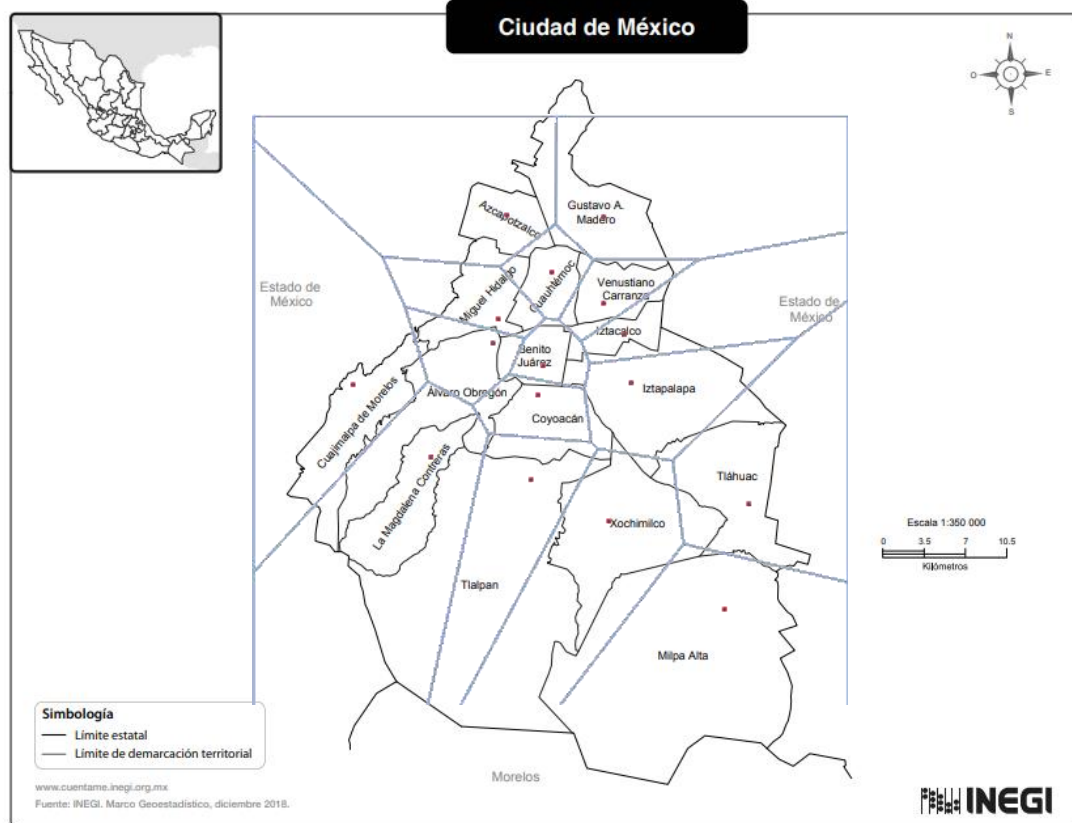 Ciudad de México
N
O
E
S
Azcapotzalco
Gustavo A.
Madero
Estado de
México
Miguel Hidalgo
Cuauhtémoc
Venustiano
Carranza
Estado de
México
Iztacalco
Benito
Juárez
Cuajimalpa de Morelos
Álvaro Obregón
Iztapalapa
Coyoacán
La Magdalena Contreras
Tláhuac
Xochimilco
Escala 1:350 000
0 3.5 7 10.5
Kilómetros
Tlalpan
Milpa Alta
Simbología
Límite estatal
Límite de demarcación territorial
Morelos
www.cuentame.inegi.org.mx
Fuente: INEGI. Marco Geoestadístico, diciembre 2018.
INEGI